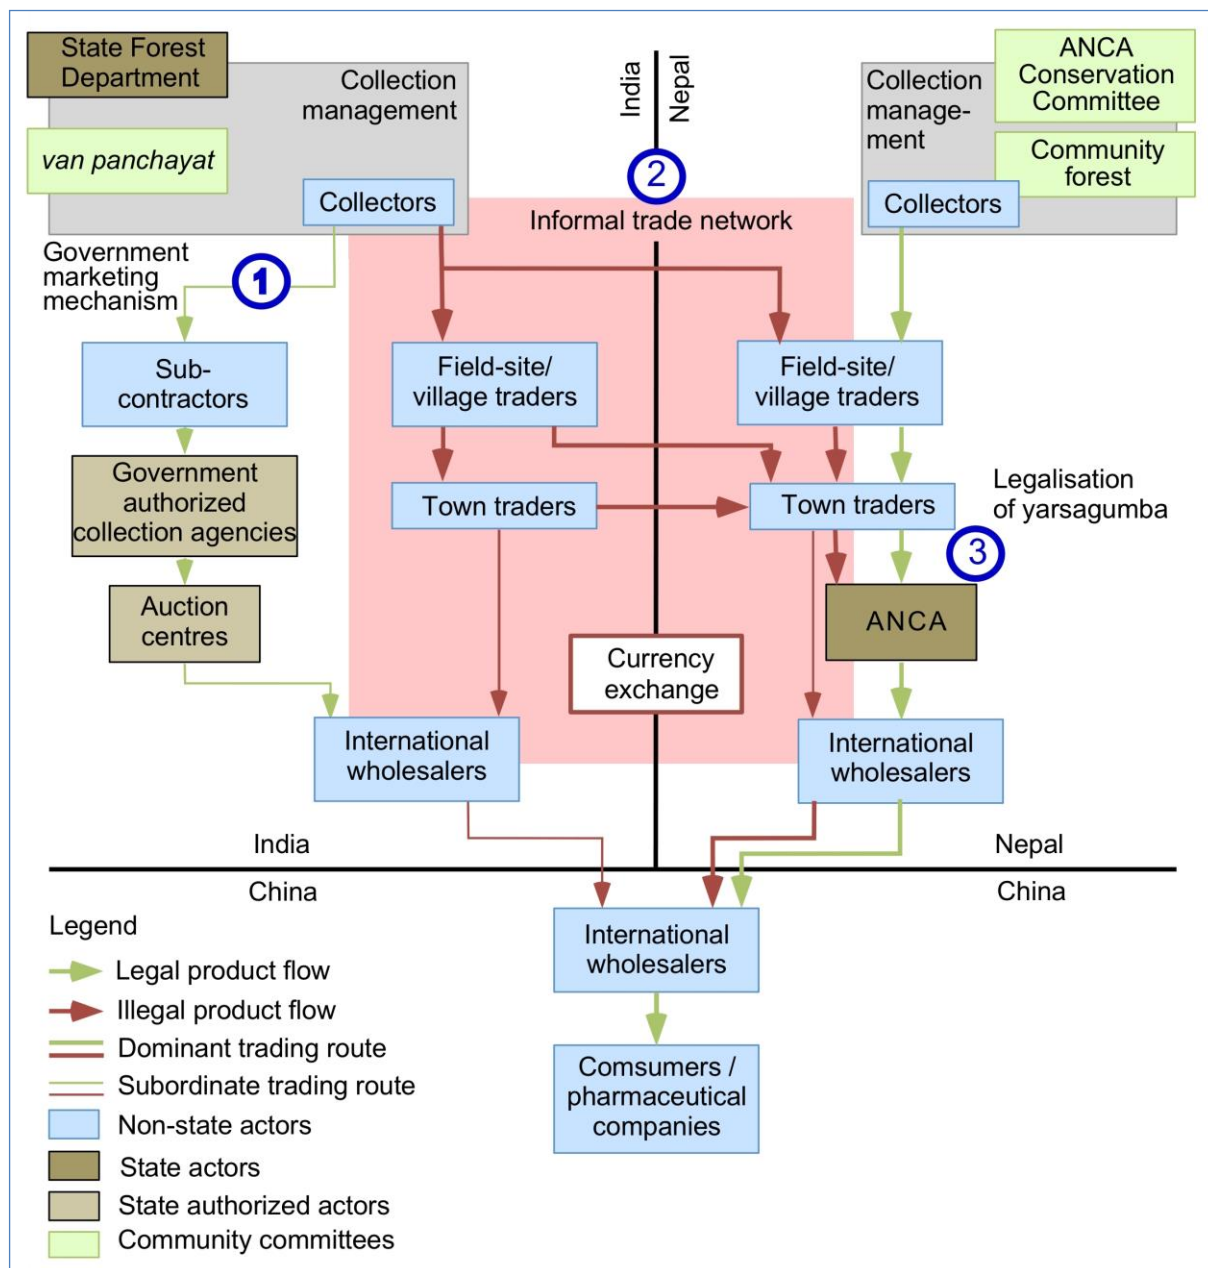 State Forest
Department
van panchayat
Collection
management
Collectors
India
Nepal
2
Informal trade network
Collection
manage-
ment
ANCA
Conservation
Committee
Community
forest
Collectors
Government
marketing
mechanism
1
Sub-
contractors
Government
authorized
collection agencies
Auction
centres
Field-site/
village traders
Town traders
Field-site/
village traders
Town traders
Legalisation
of yarsagumba
3
ANCA
Currency
exchange
International
wholesalers
International
wholesalers
India
Nepal
China
China
International
wholesalers
Comsumers /
pharmaceutical
companies
Legend
Legal product flow
Illegal product flow
Dominant trading route
Subordinate trading route
Non-state actors
State actors
State authorized actors
Community committees